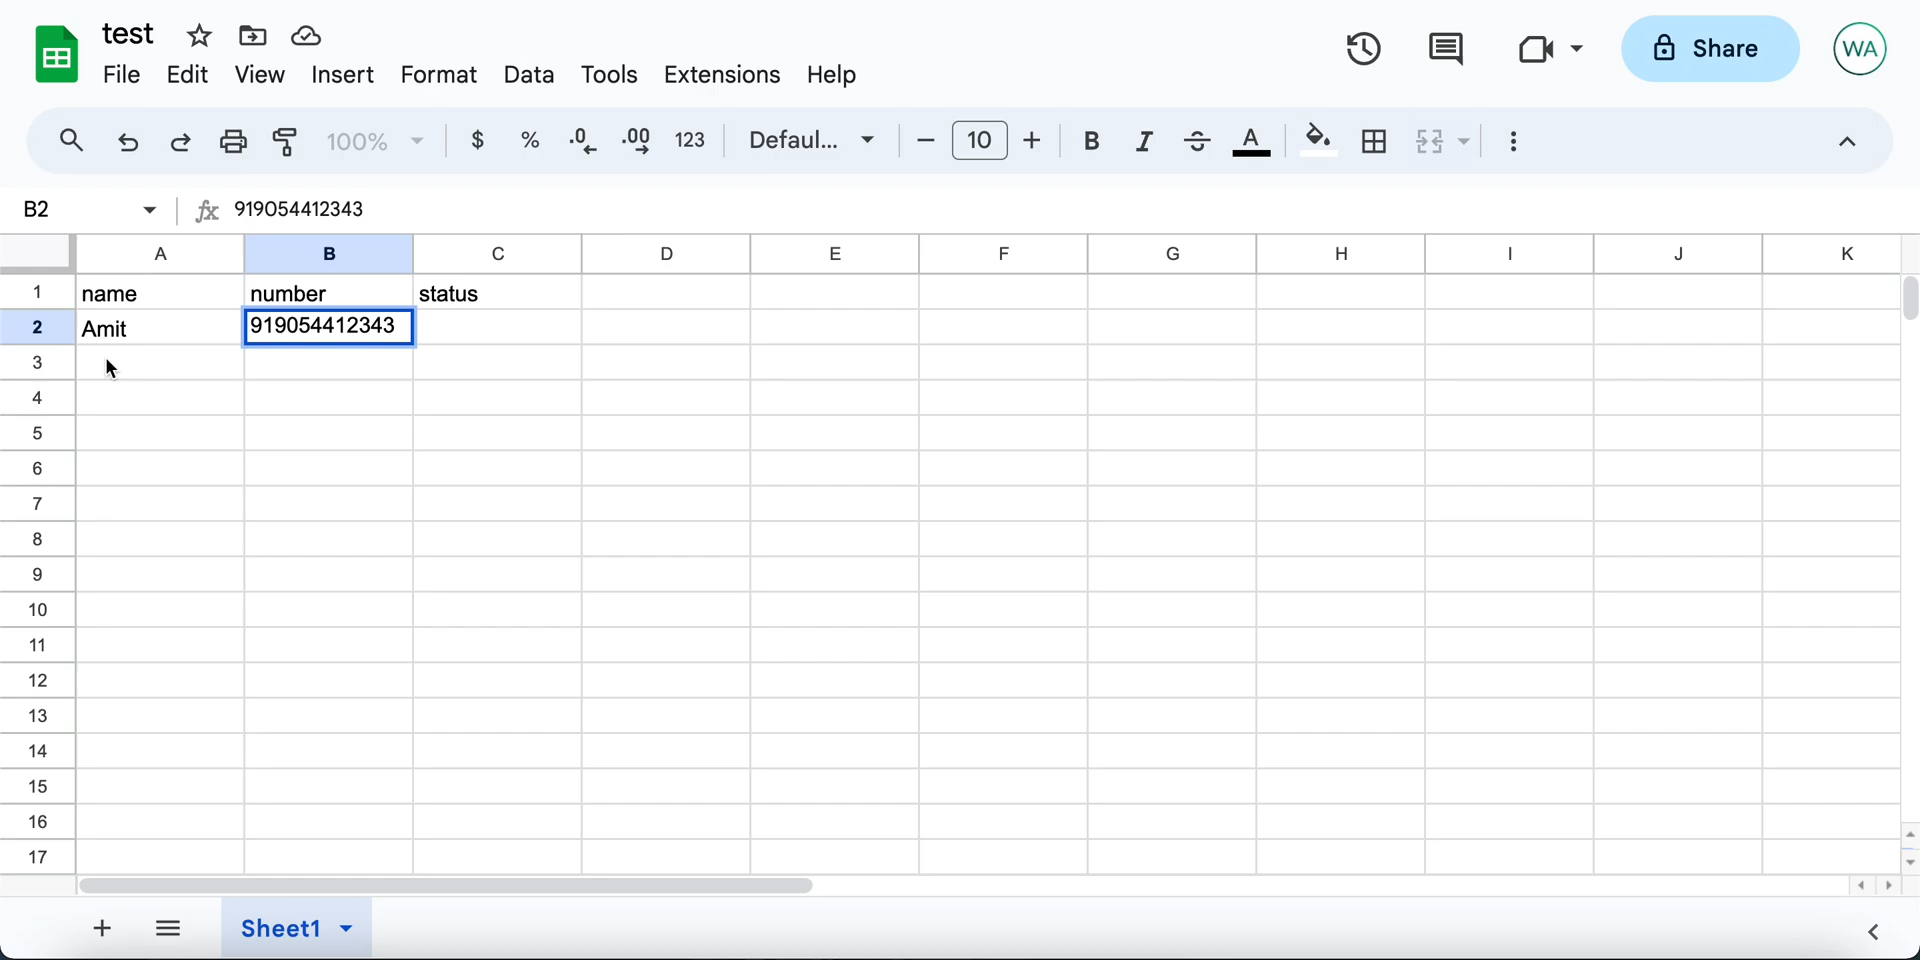 test
File Edit View Insert Format Data Tools Extensions Help
Share
WA
100% $ % .0 .00 123 Defaul... 10 B I S A
B2 fx 919054412343
A B C D E F G H I J K
1 name number status
2 Amit 919054412343
3
4
5
6
7
8
9
10
11
12
13
14
15
16
17
Sheet1